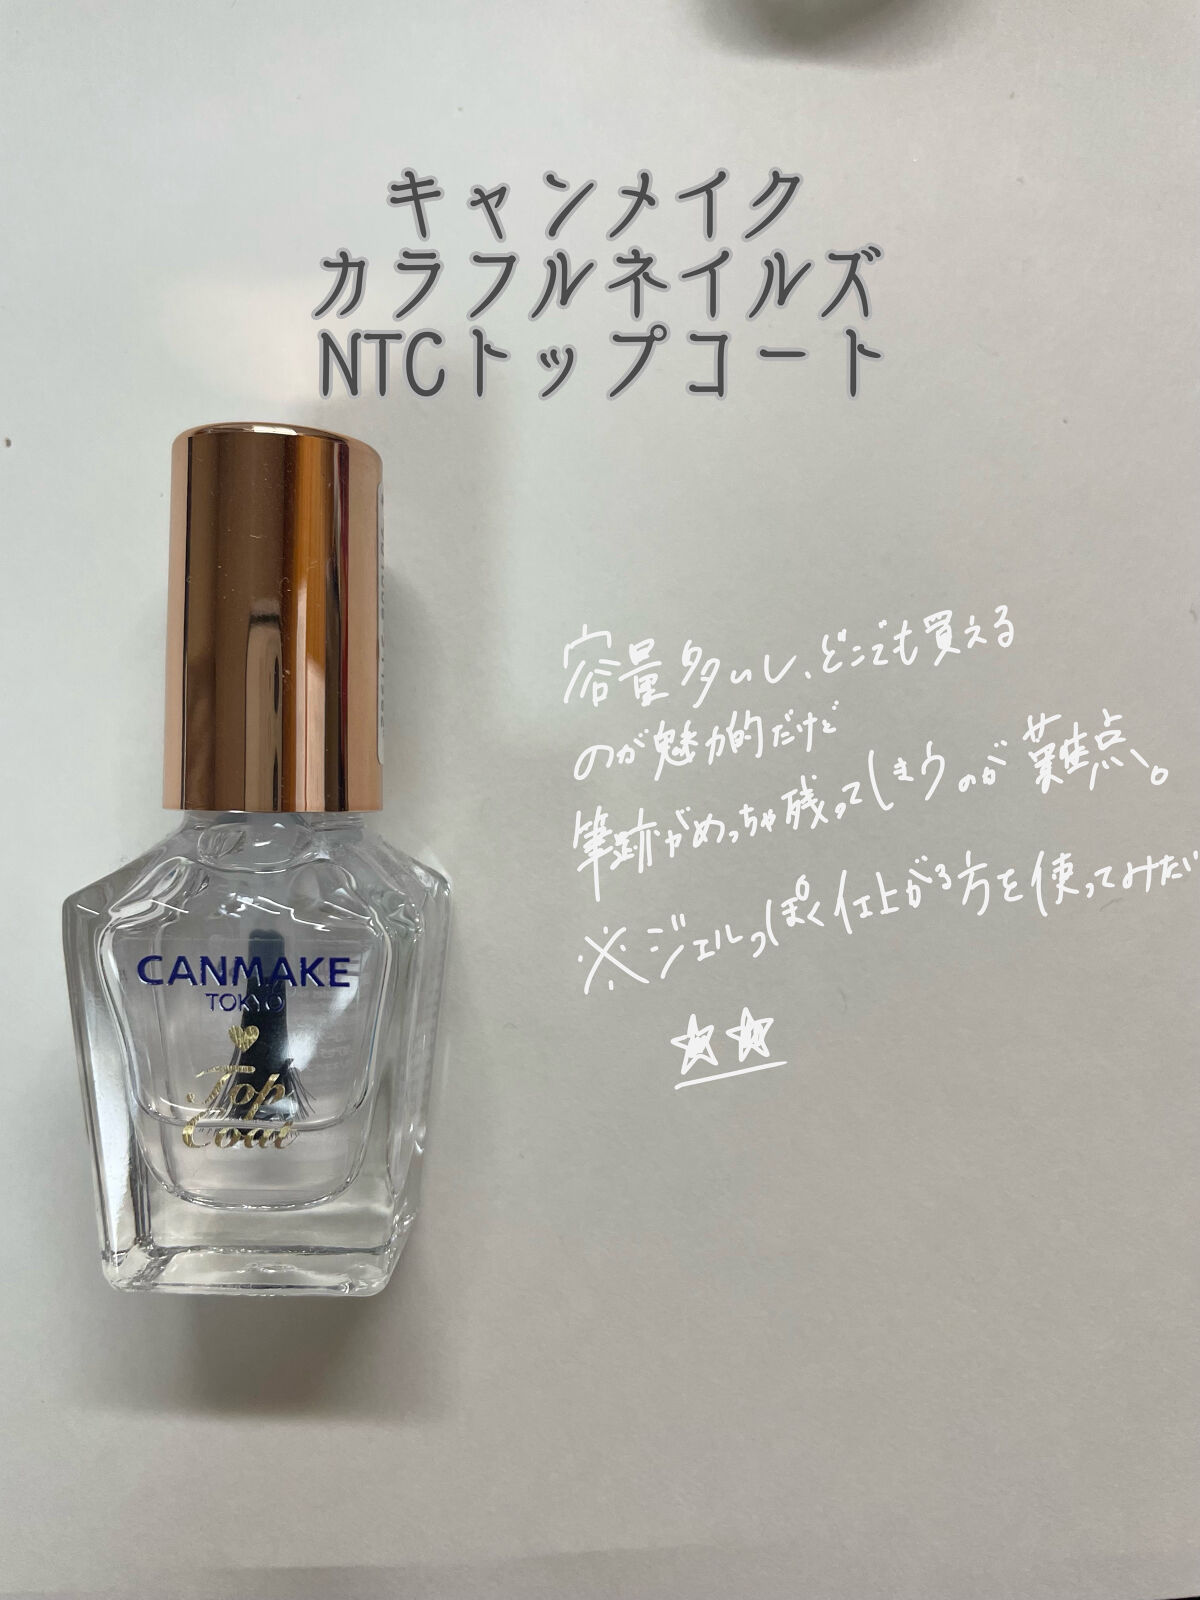 キャンメイク
カラフルネイルズ
NTCトップコート
容量多いし、どこでも買える
のが魅力的だけど
筆跡がめっちゃ残ってしまうのが難点、。
※ジェルっぽく仕上がる方を使ってみたい
☆☆
CANMAKE
TOKYO
Top
Coat